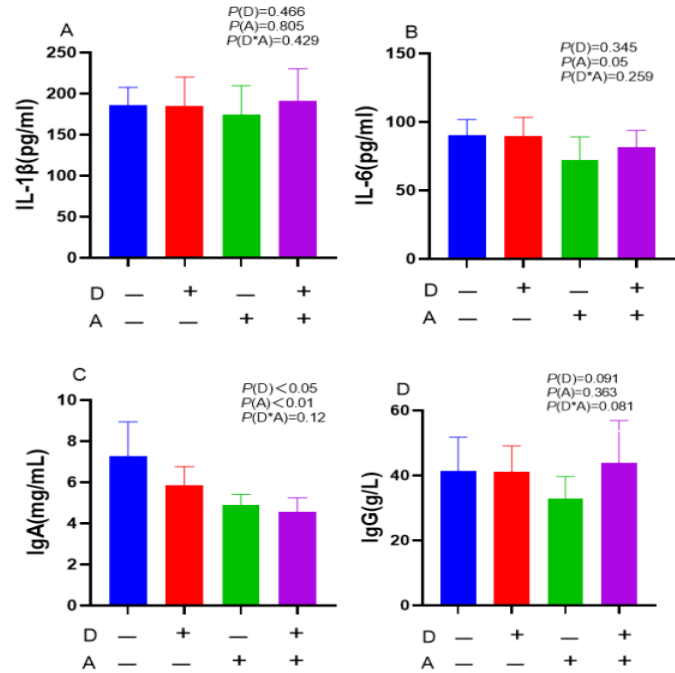 A
P(D)=0.466
P(A)=0.805
P(D*A)=0.429
IL-1β(pg/ml)
250
200
150
100
50
0
D — + — +
A — — + +
B
P(D)=0.345
P(A)=0.05
P(D*A)=0.259
IL-6(pg/ml)
150
100
50
0
D — + — +
A — — + +
C
P(D)<0.05
P(A)<0.01
P(D*A)=0.12
IgA(mg/mL)
10
8
6
4
2
0
D — + — +
A — — + +
D
P(D)=0.091
P(A)=0.363
P(D*A)=0.081
IgG(g/L)
60
40
20
0
D — + — +
A — — + +